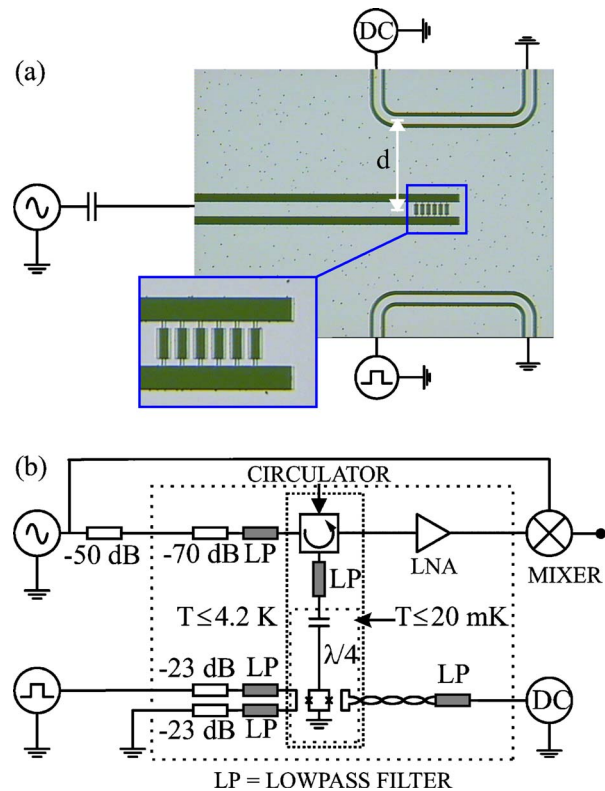 DC
(a)
d
(b)
CIRCULATOR
-50 dB
-70 dB
LP
LP
LNA
MIXER
T≤4.2 K
T≤20 mK
λ/4
-23 dB
LP
-23 dB
LP
LP
DC
LP = LOWPASS FILTER